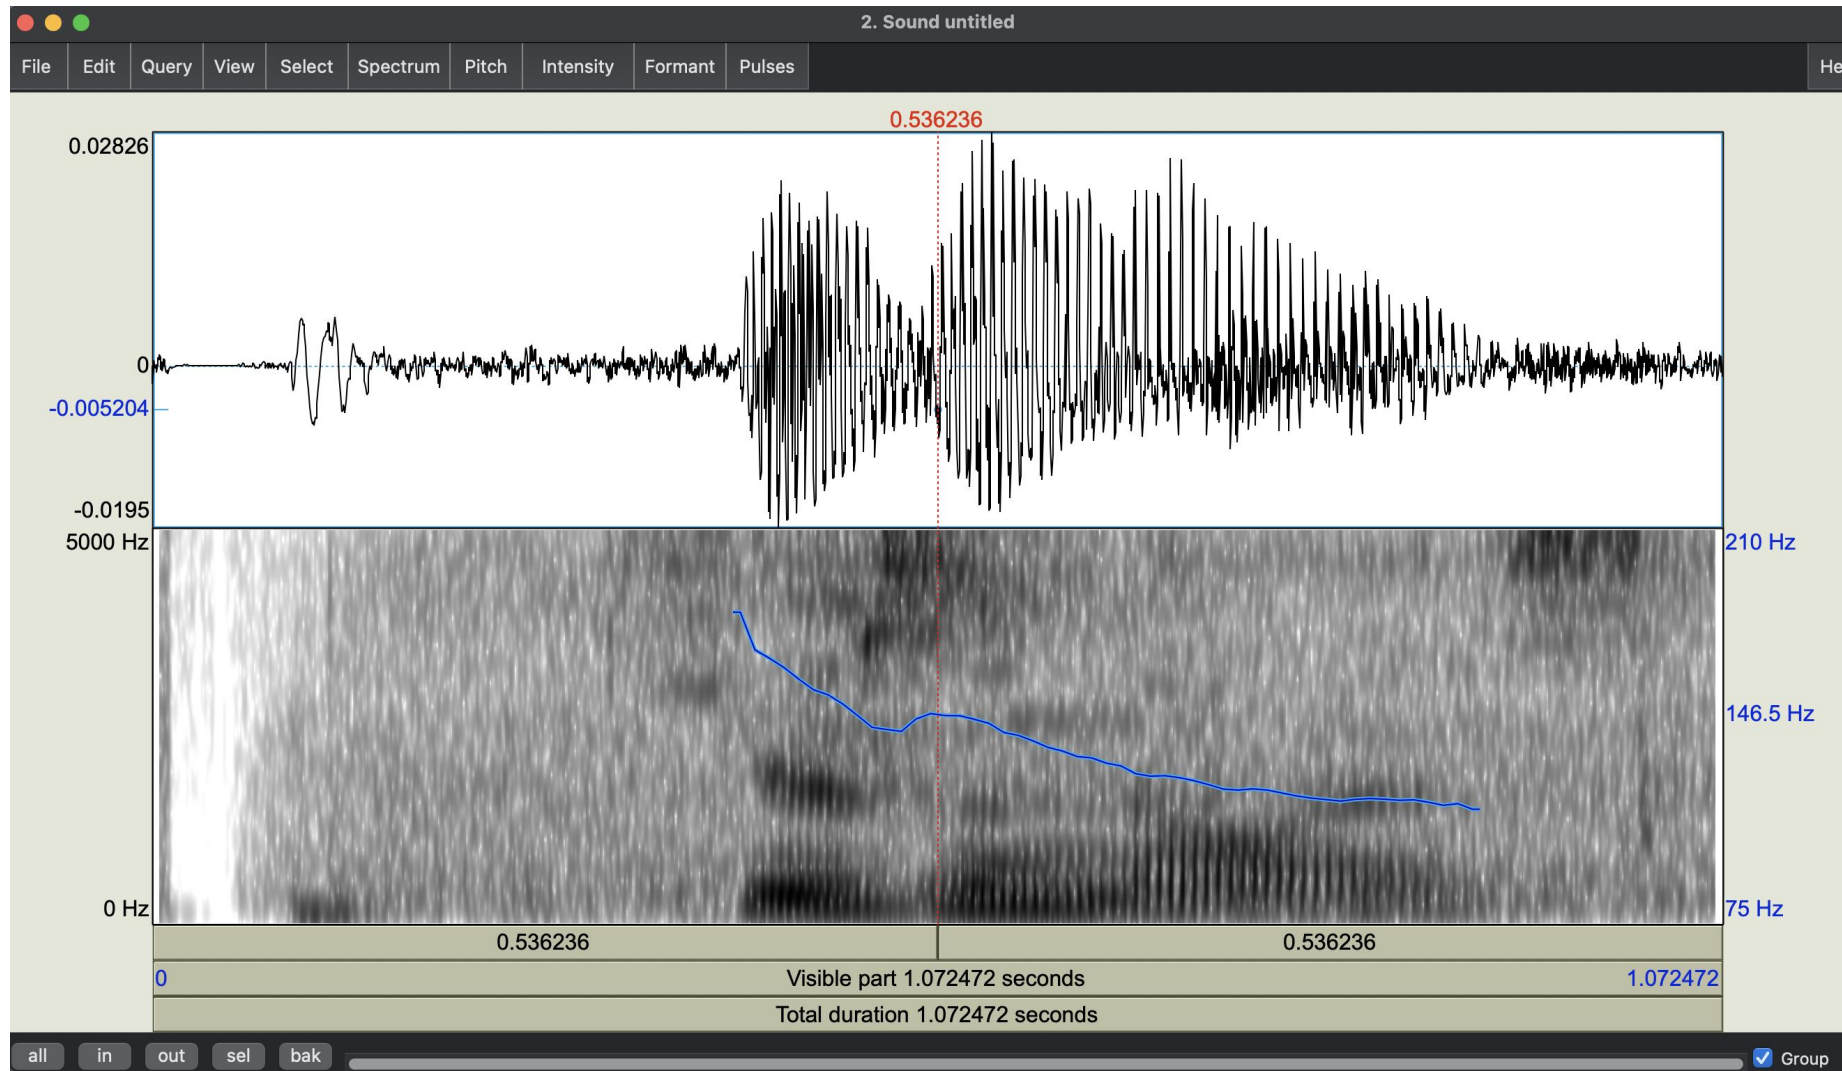 2. Sound untitled
File Edit Query View Select Spectrum Pitch Intensity Formant Pulses He
0.536236
0.02826
0
-0.005204
-0.0195
5000 Hz 210 Hz
146.5 Hz
0 Hz 75 Hz
0.536236 0.536236
0 Visible part 1.072472 seconds 1.072472
Total duration 1.072472 seconds
all in out sel bak Group